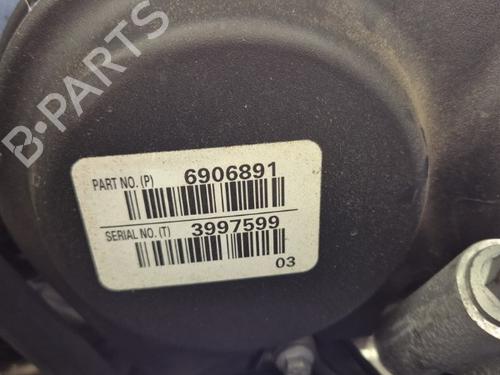 B-PARTS
PART NO. (P) 6906891
SERIAL NO. (T) 3997599
03